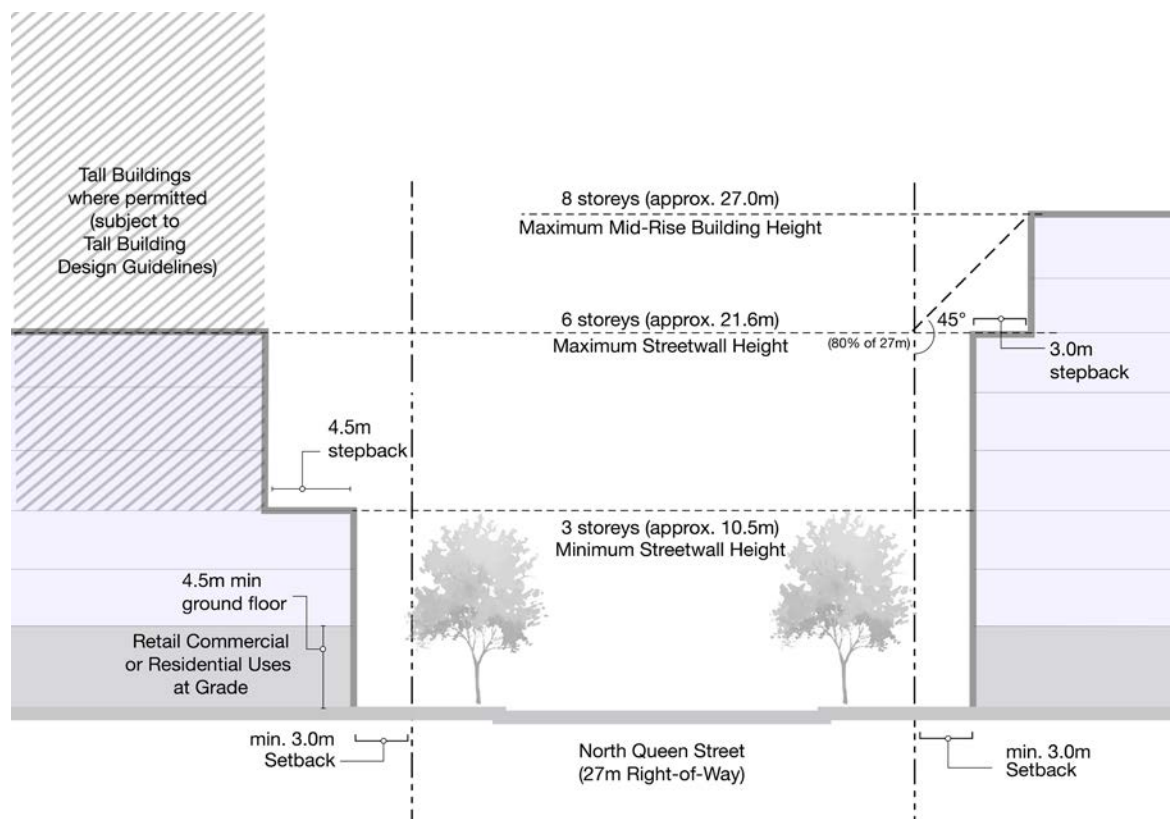 Tall Buildings
where permitted
(subject to
Tall Building
Design Guidelines)
8 storeys (approx. 27.0m)
Maximum Mid-Rise Building Height
6 storeys (approx. 21.6m)
Maximum Streetwall Height
(80% of 27m)
45°
3.0m
stepback
4.5m
stepback
3 storeys (approx. 10.5m)
Minimum Streetwall Height
4.5m min
ground floor
Retail Commercial
or Residential Uses
at Grade
min. 3.0m
Setback
North Queen Street
(27m Right-of-Way)
min. 3.0m
Setback